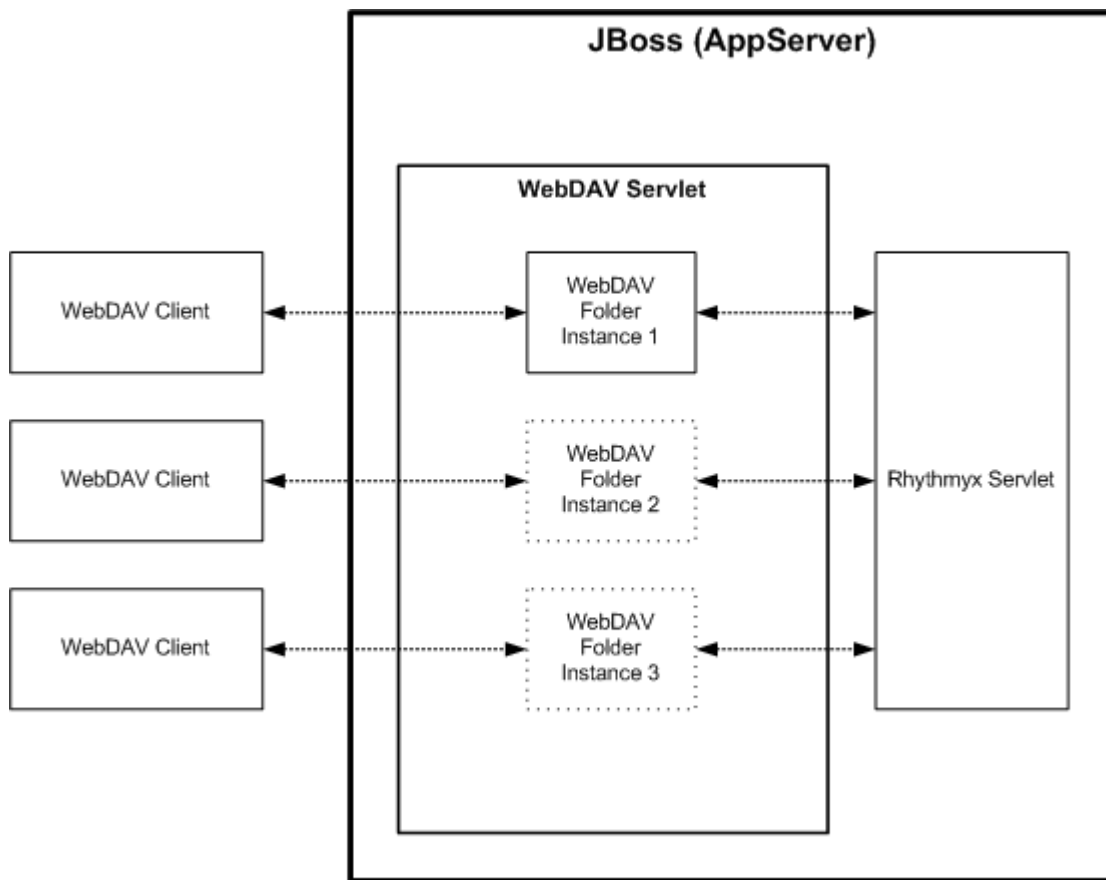 JBoss (AppServer)
WebDAV Servlet
WebDAV Client
WebDAV
Folder
Instance 1
WebDAV Client
WebDAV
Folder
Instance 2
Rhythmyx Servlet
WebDAV Client
WebDAV
Folder
Instance 3